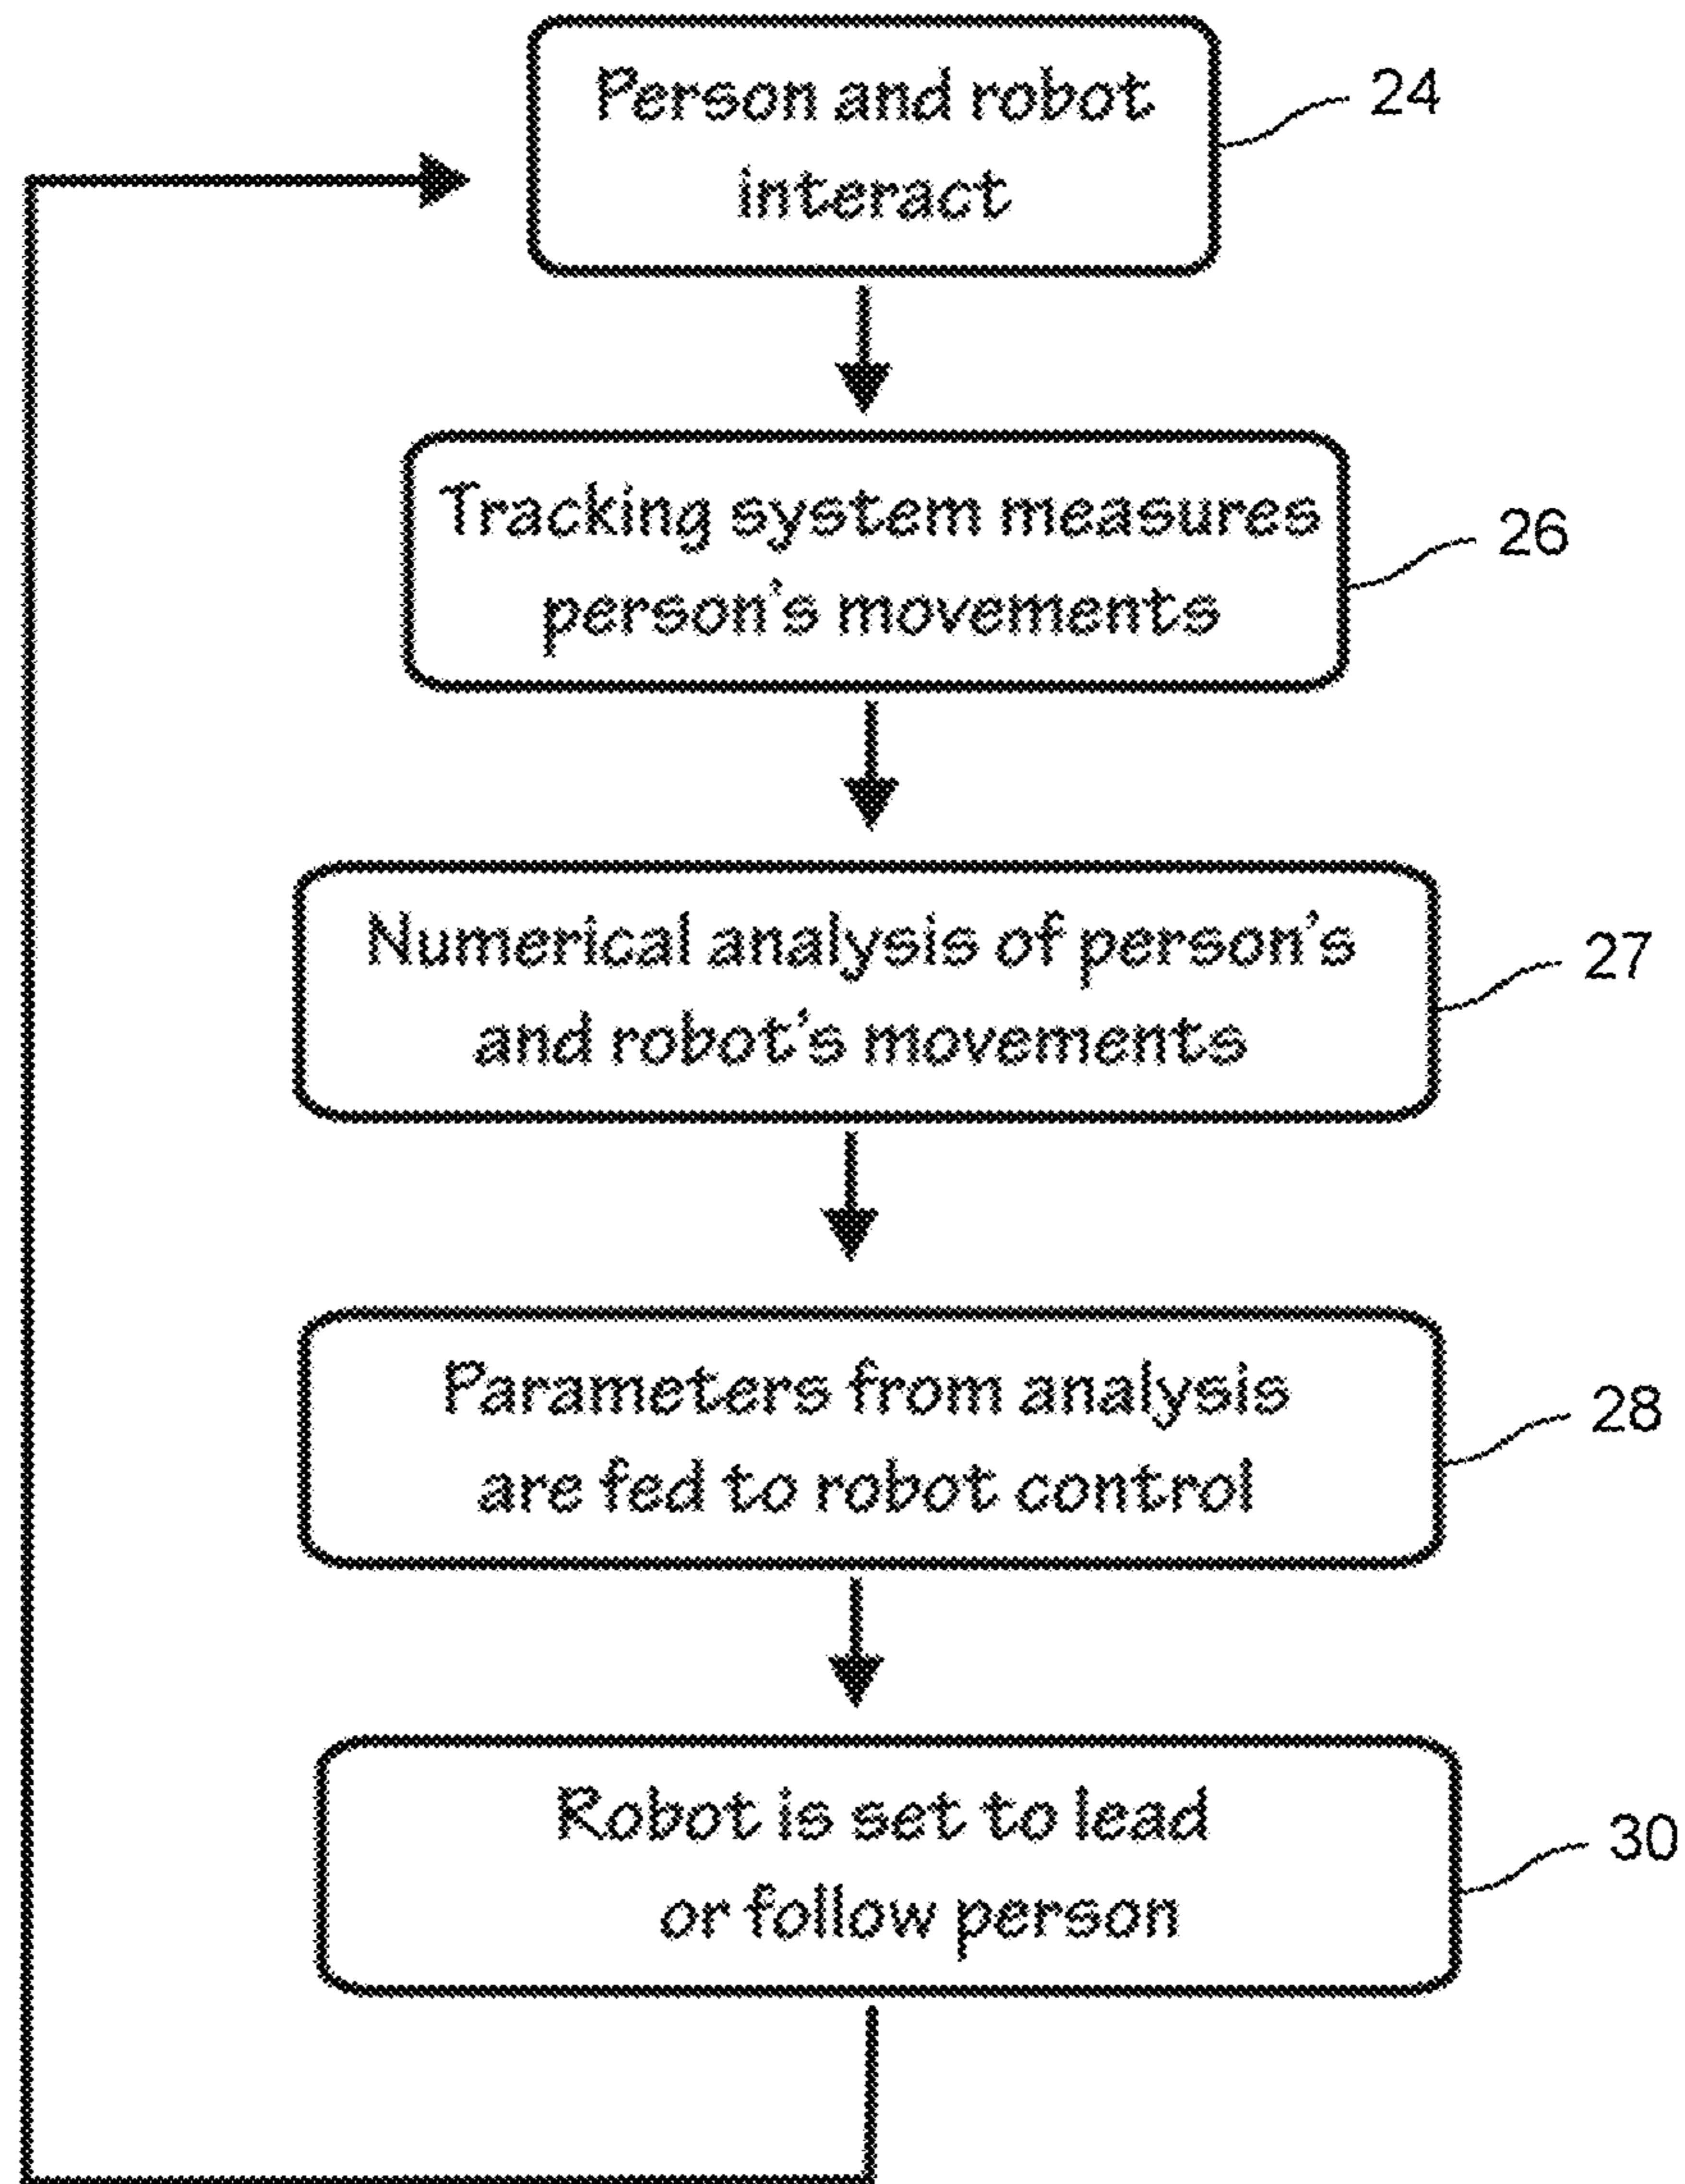 Person and robot
interact
24
Tracking system measures
person's movements
26
Numerical analysis of person's
and robot's movements
27
Parameters from analysis
are fed to robot control
28
Robot is set to lead
or follow person
30